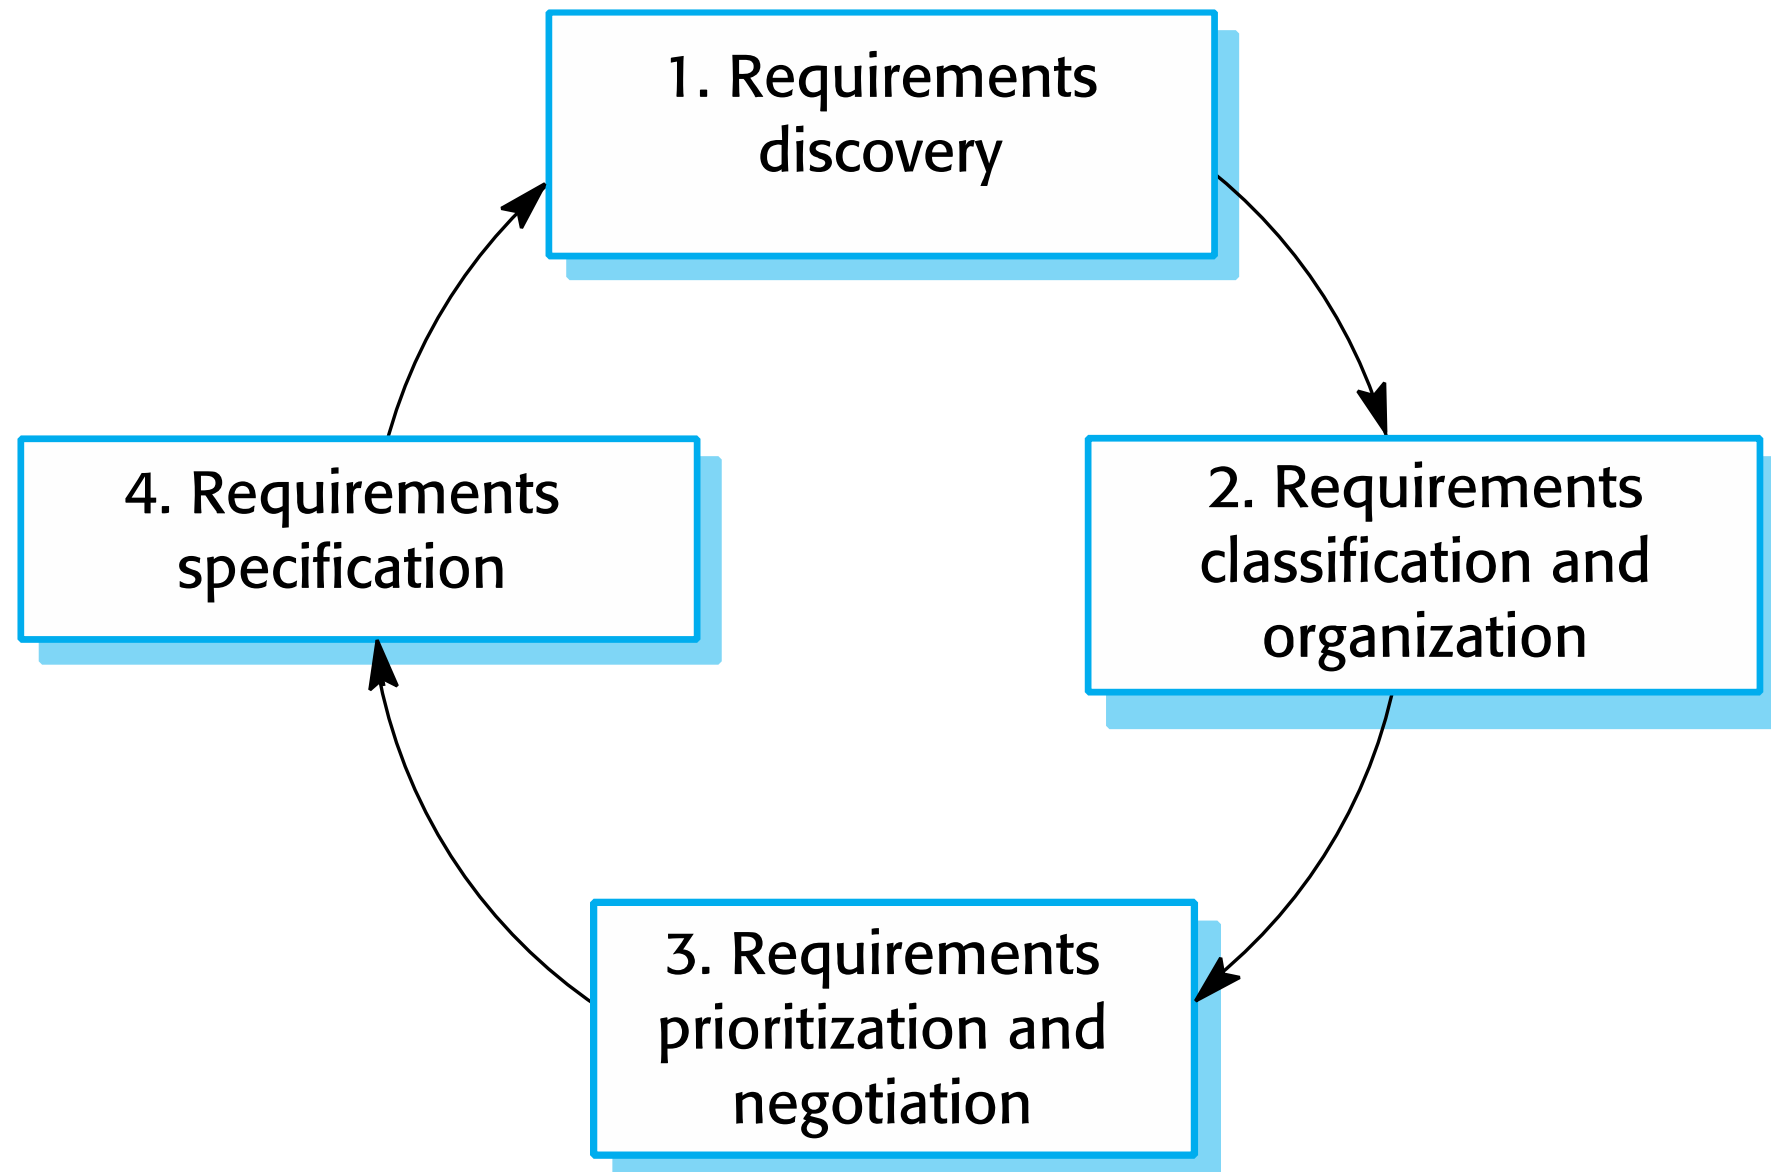 1. Requirements
discovery
2. Requirements
classification and
organization
3. Requirements
prioritization and
negotiation
4. Requirements
specification